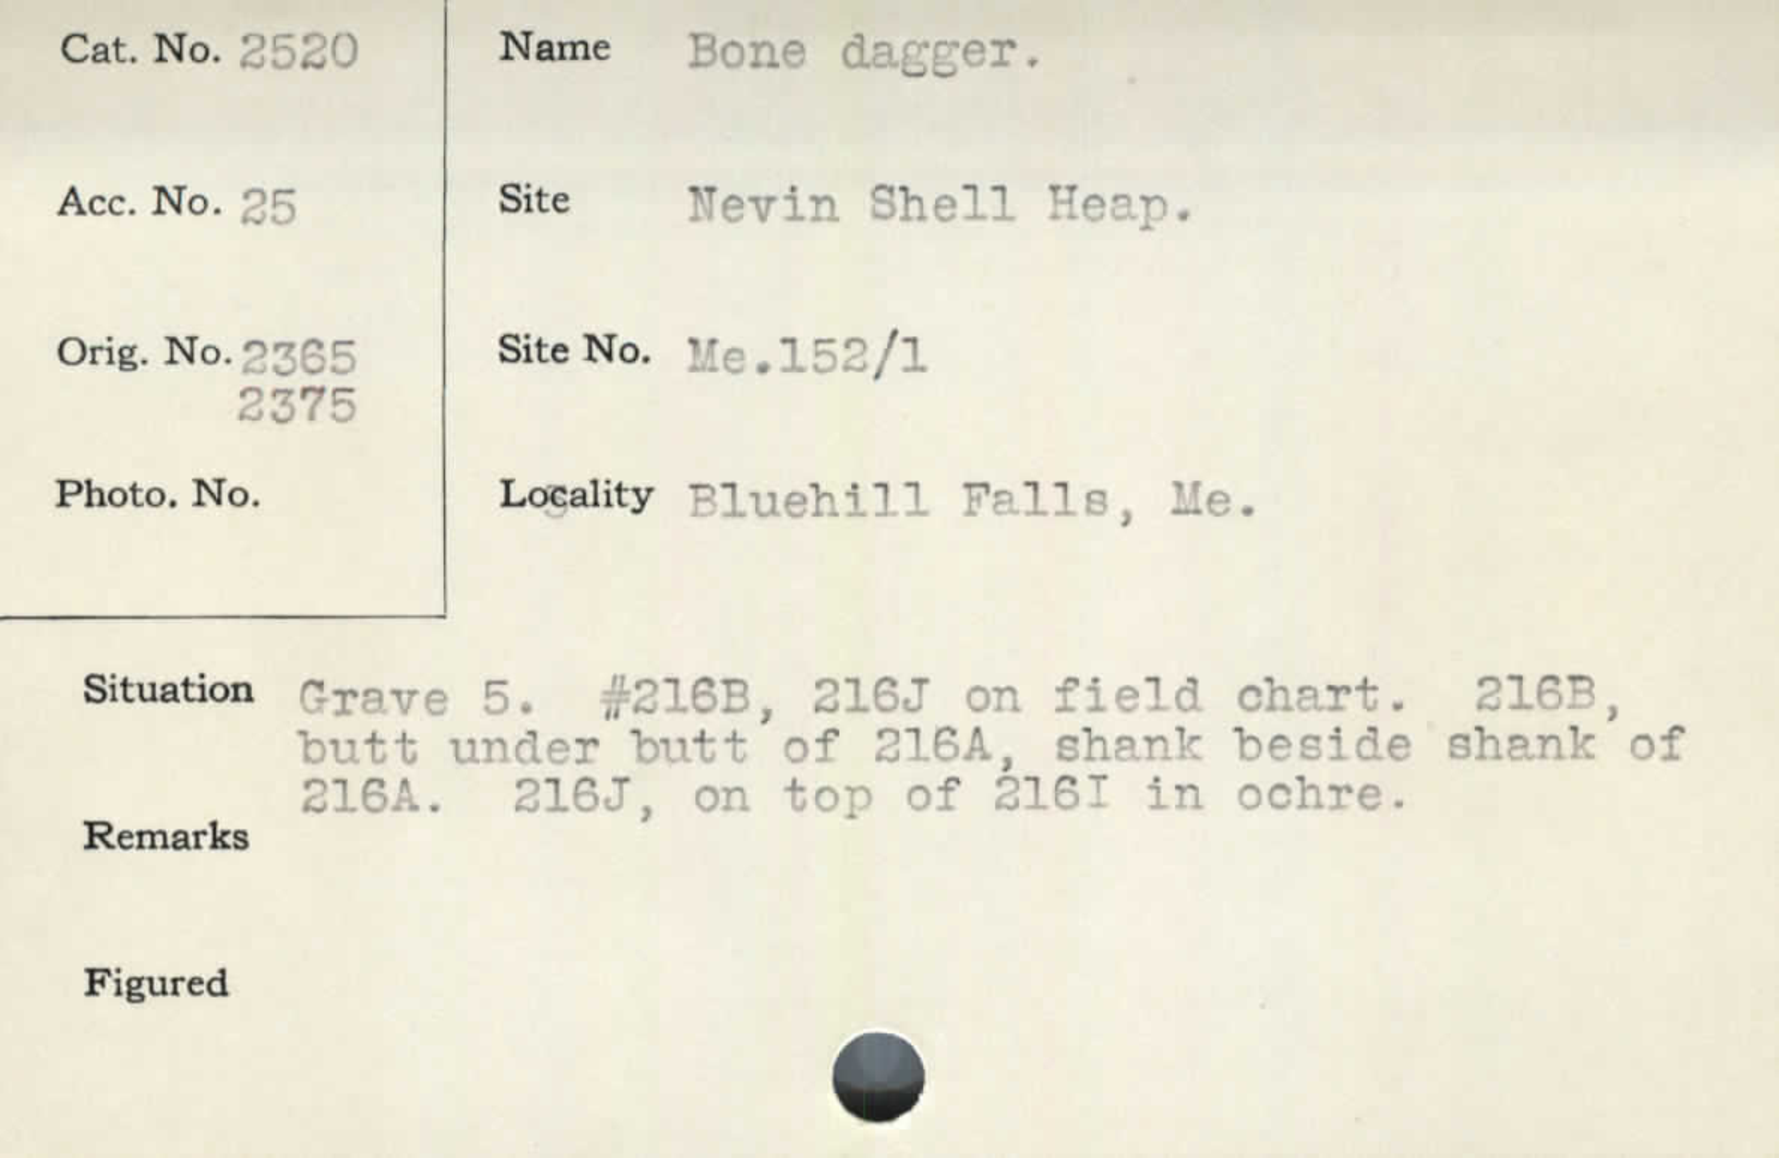 Cat. No. 2520
Name Bone dagger.
Acc. No. 25
Site Nevin Shell Heap.
Orig. No. 2365
2375
Site No. Me.152/1
Photo. No.
Locality Bluehill Falls, Me.
Situation Grave 5. #216B, 216J on field chart. 216B,
butt under butt of 216A, shank beside shank of
216A. 216J, on top of 216I in ochre.
Remarks
Figured